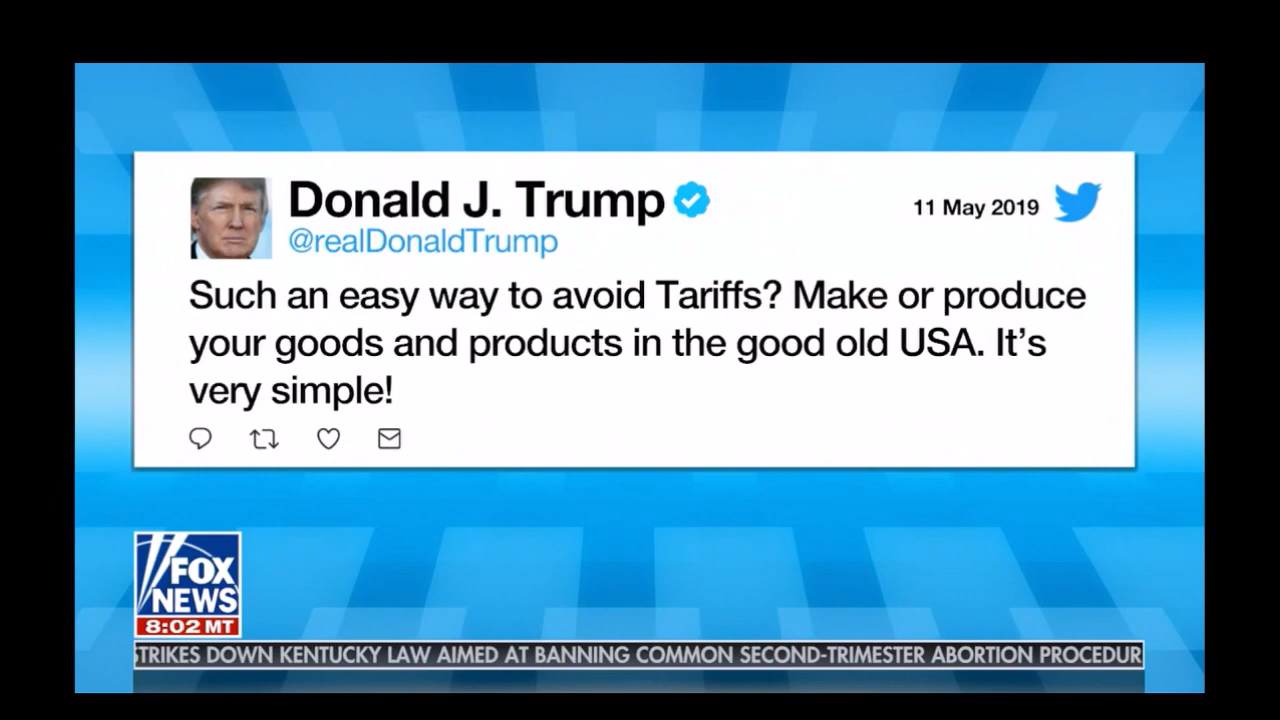 Donald J. Trump
@realDonaldTrump
11 May 2019
Such an easy way to avoid Tariffs? Make or produce
your goods and products in the good old USA. It’s
very simple!
FOX
NEWS
8:02 MT
STRIKES DOWN KENTUCKY LAW AIMED AT BANNING COMMON SECOND-TRIMESTER ABORTION PROCEDUR